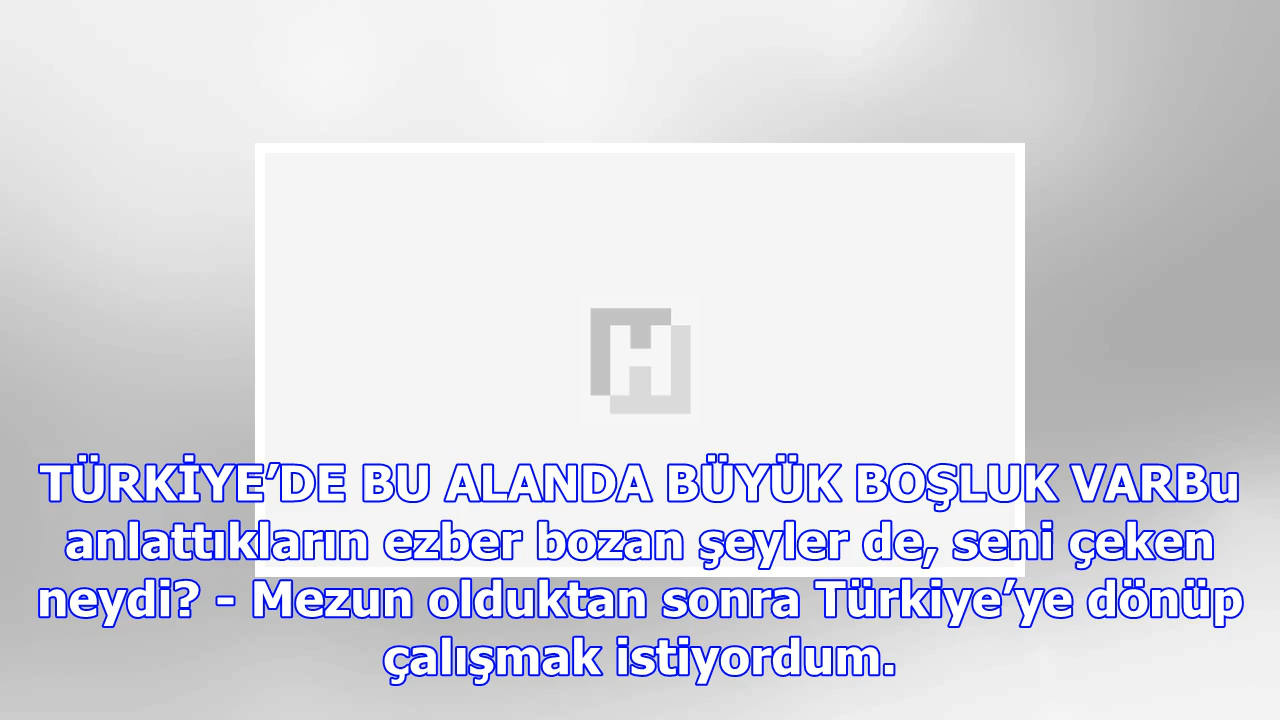 TÜRKİYE’DE BU ALANDA BÜYÜK BOŞLUK VARBu
anlattıkların ezber bozan şeyler de, seni çeken
neydi? - Mezun olduktan sonra Türkiye’ye dönüp
çalışmak istiyordum.